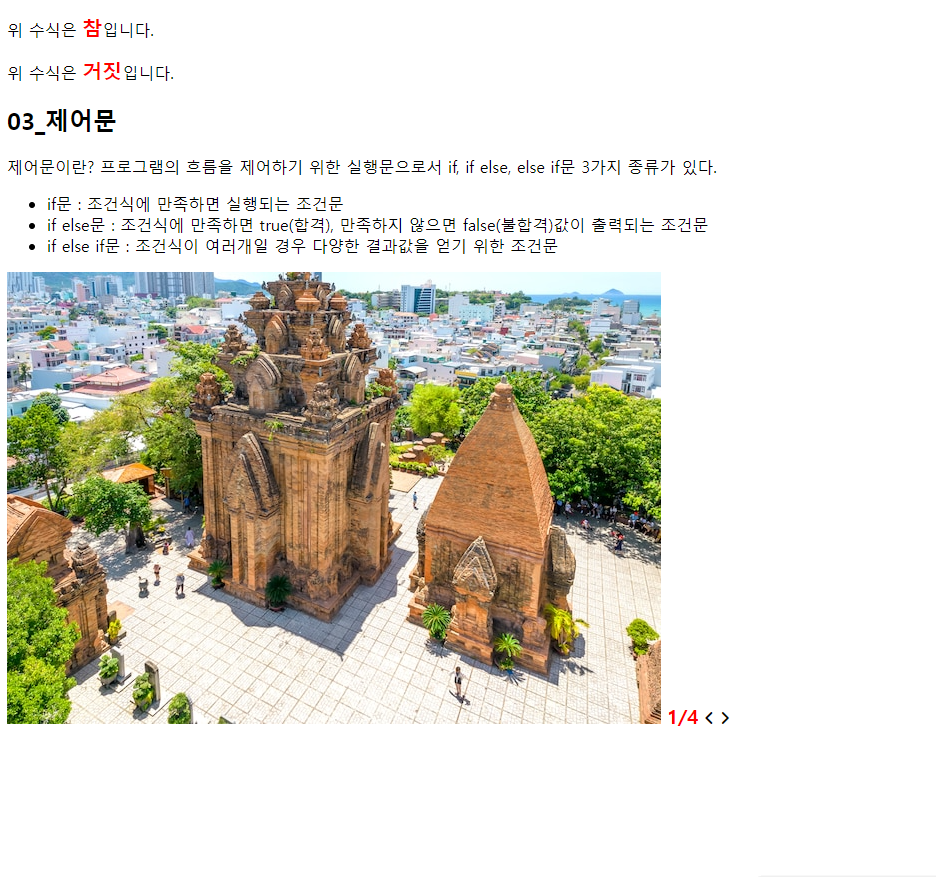 위 수식은 참입니다.
위 수식은 거짓입니다.
03_제어문
제어문이란? 프로그램의 흐름을 제어하기 위한 실행문으로서 if, if else, else if문 3가지 종류가 있다.
• if문 : 조건식에 만족하면 실행되는 조건문
• if else문 : 조건식에 만족하면 true(합격), 만족하지 않으면 false(불합격)값이 출력되는 조건문
• if else if문 : 조건식이 여러개일 경우 다양한 결과값을 얻기 위한 조건문
1/4 < >